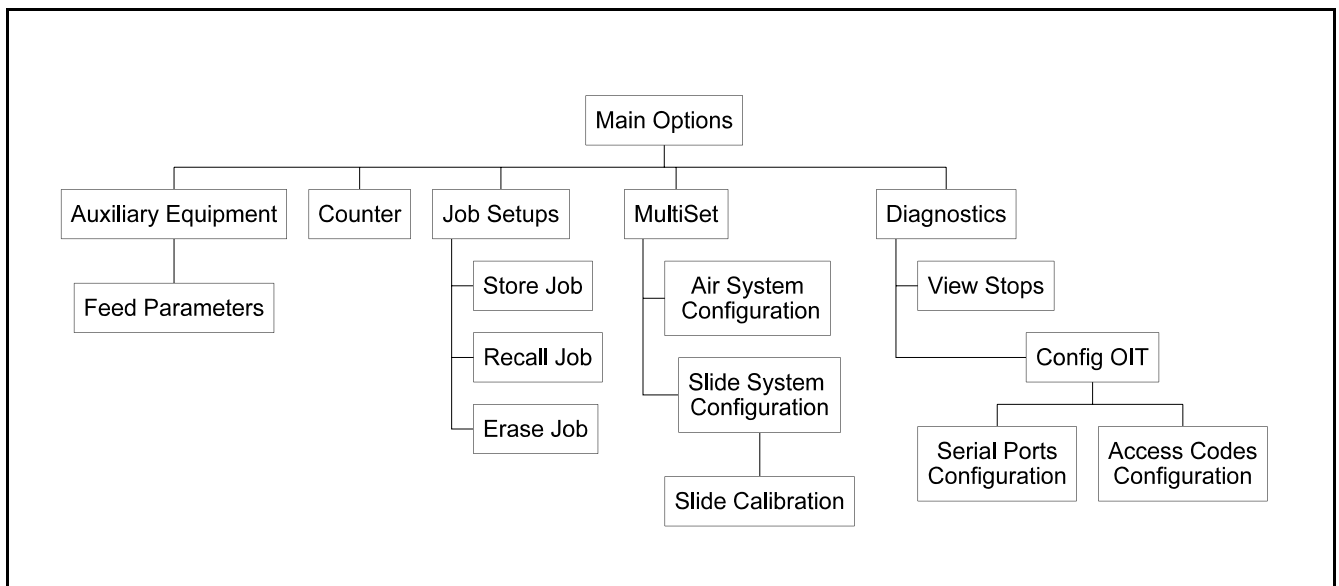 Main Options
Auxiliary Equipment
Counter
Job Setups
MultiSet
Diagnostics
Feed Parameters
Store Job
Recall Job
Erase Job
Air System
Configuration
Slide System
Configuration
Slide Calibration
View Stops
Config OIT
Serial Ports
Configuration
Access Codes
Configuration